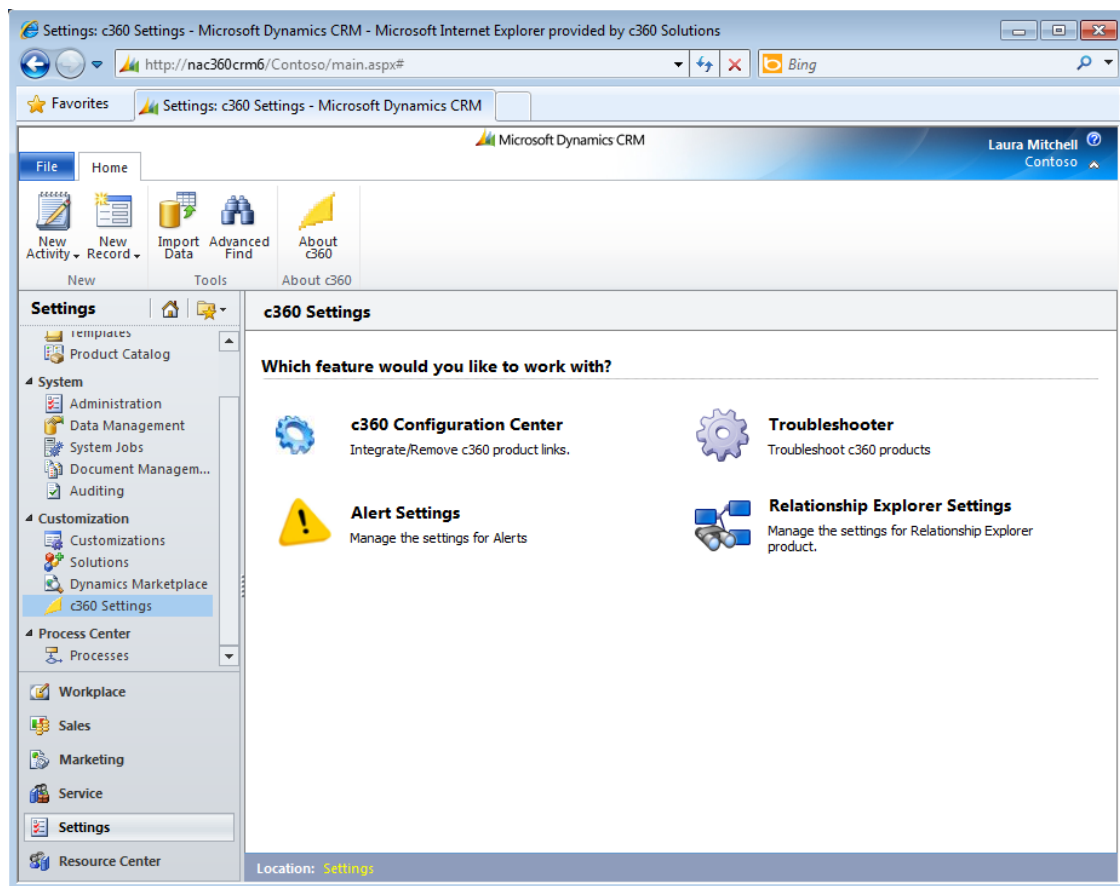 Settings: c360 Settings - Microsoft Dynamics CRM - Microsoft Internet Explorer provided by c360 Solutions
http://nac360crm6/Contoso/main.aspx#
Bing
Favorites
Settings: c360 Settings - Microsoft Dynamics CRM
Microsoft Dynamics CRM
Laura Mitchell
Contoso
File
Home
New Activity
New Record
Import Data
Advanced Find
About c360
New
Tools
About c360
Settings
Templates
Product Catalog
System
Administration
Data Management
System Jobs
Document Managem...
Auditing
Customization
Customizations
Solutions
Dynamics Marketplace
c360 Settings
Process Center
Processes
Workplace
Sales
Marketing
Service
Settings
Resource Center
c360 Settings
Which feature would you like to work with?
c360 Configuration Center
Integrate/Remove c360 product links.
Troubleshooter
Troubleshoot c360 products
Alert Settings
Manage the settings for Alerts
Relationship Explorer Settings
Manage the settings for Relationship Explorer
product.
Location: Settings